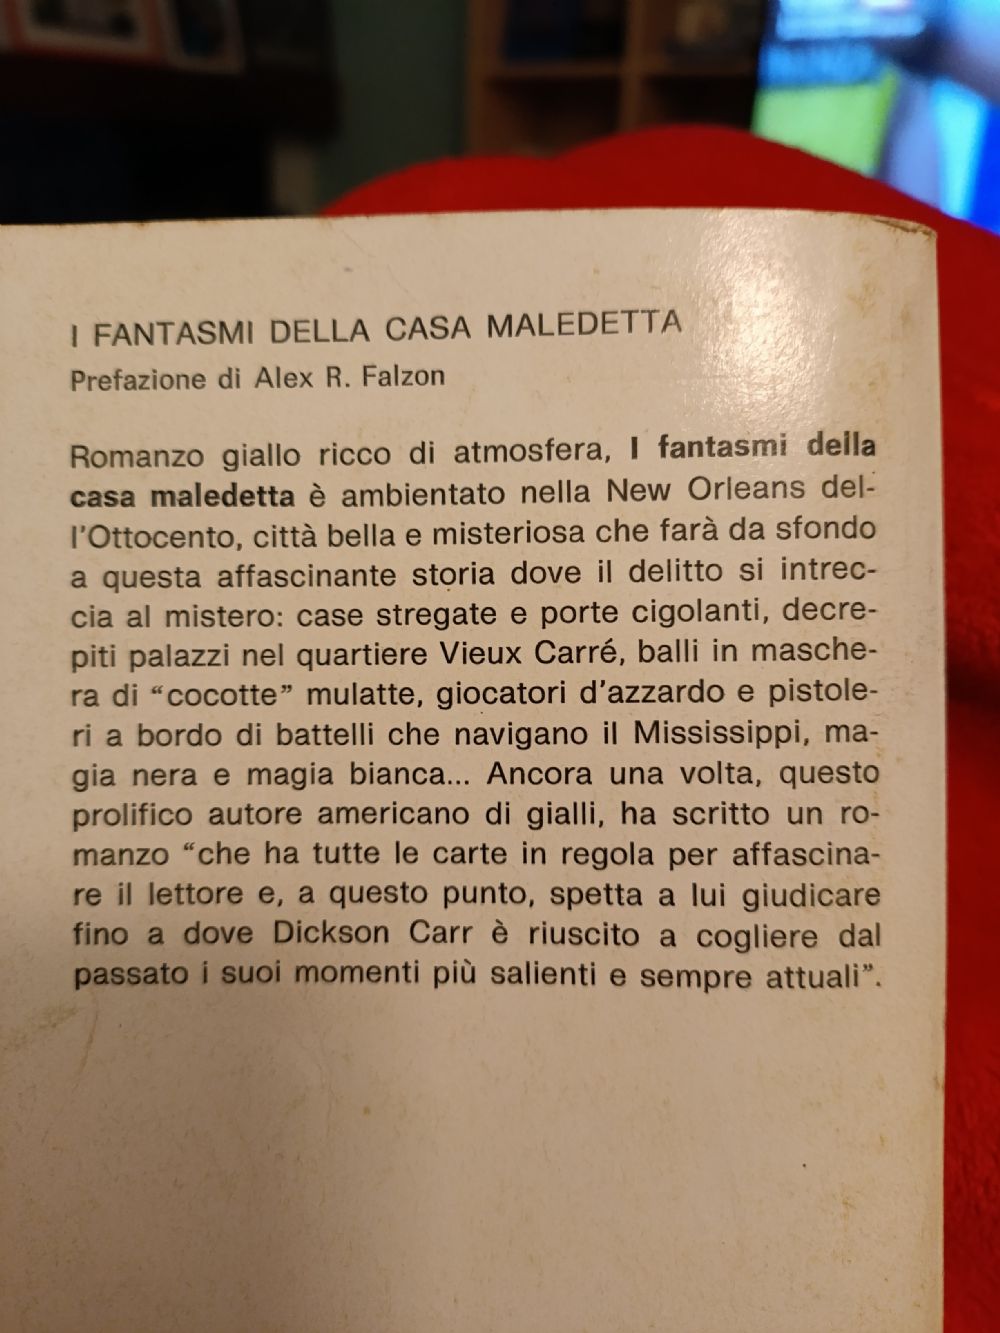 I FANTASMI DELLA CASA MALEDETTA
Prefazione di Alex R. Falzon
Romanzo giallo ricco di atmosfera, I fantasmi della
casa maledetta è ambientato nella New Orleans del-
l'Ottocento, città bella e misteriosa che farà da sfondo
a questa affascinante storia dove il delitto si intrec-
cia al mistero: case stregate e porte cigolanti, decre-
piti palazzi nel quartiere Vieux Carré, balli in masche-
ra di “cocotte” mulatte, giocatori d'azzardo e pistole-
ri a bordo di battelli che navigano il Mississippi, ma-
gia nera e magia bianca... Ancora una volta, questo
prolifico autore americano di gialli, ha scritto un ro-
manzo “che ha tutte le carte in regola per affascina-
re il lettore e, a questo punto, spetta a lui giudicare
fino a dove Dickson Carr è riuscito a cogliere dal
passato i suoi momenti più salienti e sempre attuali”.